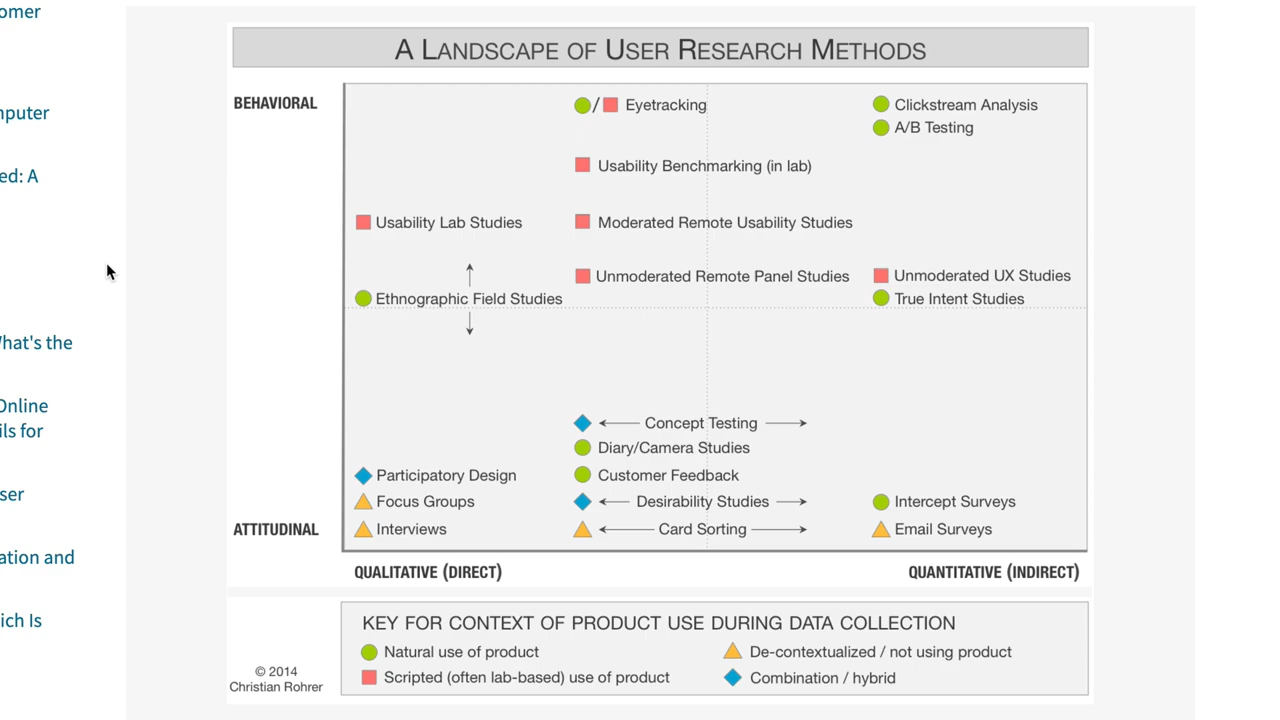 omer
mputer
ed: A
What's the
Online
ils for
ser
ation and
ich Is
A LANDSCAPE OF USER RESEARCH METHODS
BEHAVIORAL
/ Eyetracking
Clickstream Analysis
A/B Testing
Usability Benchmarking (in lab)
Usability Lab Studies
Moderated Remote Usability Studies
Unmoderated Remote Panel Studies
Unmoderated UX Studies
Ethnographic Field Studies
True Intent Studies
Concept Testing
Diary/Camera Studies
Participatory Design
Customer Feedback
Focus Groups
Desirability Studies
Intercept Surveys
ATTITUDINAL
Interviews
Card Sorting
Email Surveys
QUALITATIVE (DIRECT)
QUANTITATIVE (INDIRECT)
KEY FOR CONTEXT OF PRODUCT USE DURING DATA COLLECTION
Natural use of product
De-contextualized / not using product
Scripted (often lab-based) use of product
Combination / hybrid
© 2014
Christian Rohrer